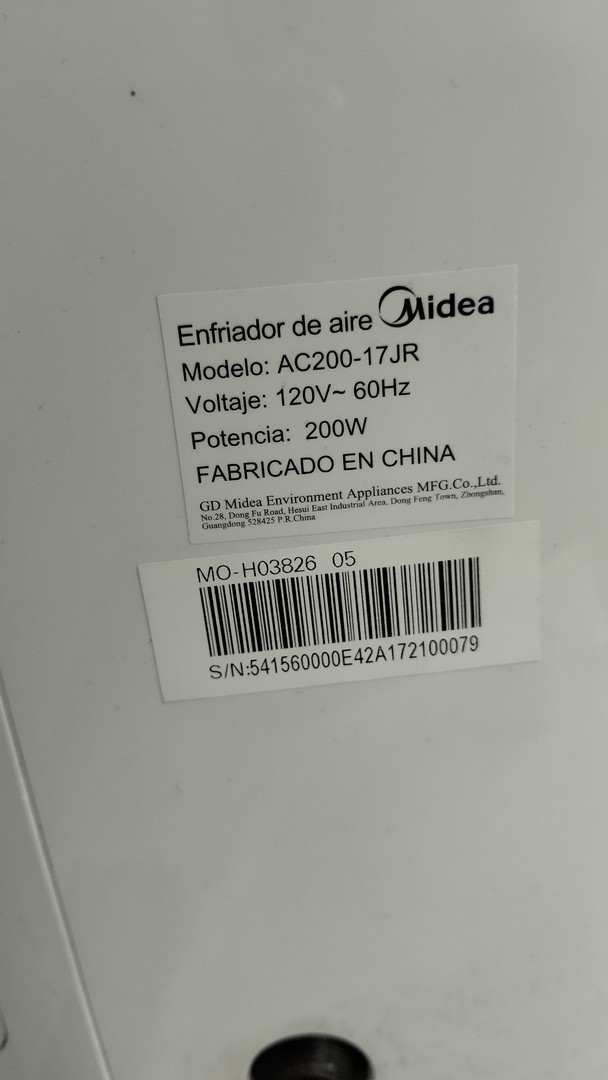 Enfriador de aire Midea
Modelo: AC200-17JR
Voltaje: 120V~ 60Hz
Potencia: 200W
FABRICADO EN CHINA
GD Midea Environment Appliances MFG.Co.,Ltd.
No.28, Dong Fu Road, Hesui East Industrial Area, Dong Feng Town, Zhongshan,
Guangdong 528425 P.R.China
MO-H03826 05
S/N:541560000E42A172100079